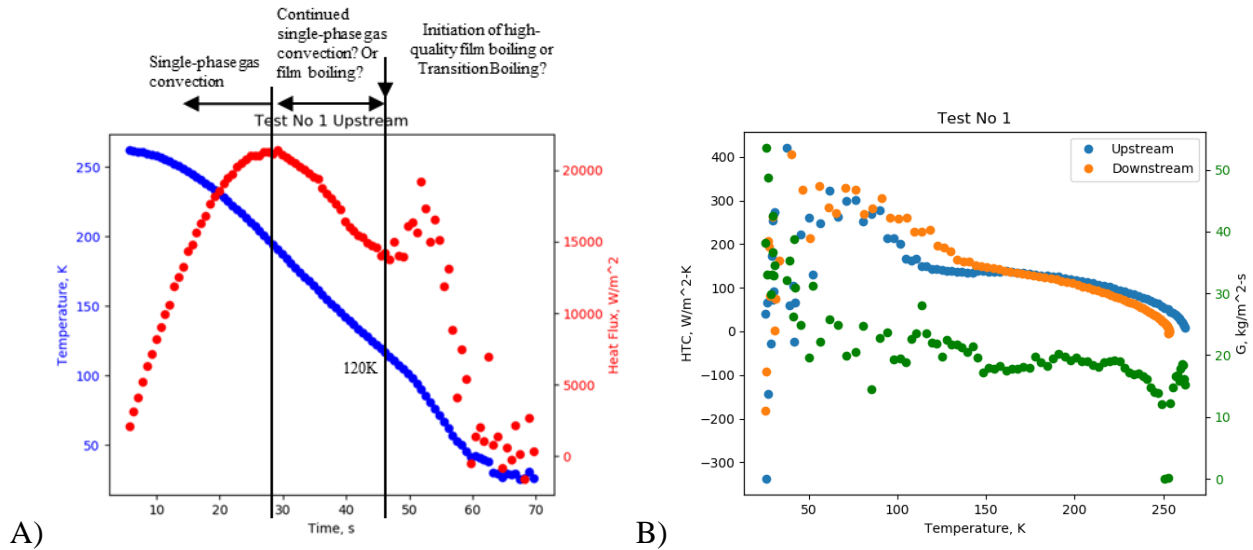 Continued
single-phase gas
convection? Or
film boiling?
Initiation of high-
quality film boiling or
Transition Boiling?
Single-phase gas
convection
Test No 1 Upstream
Temperature, K
250
200
150
100
50
120K
10
20
30
40
50
60
70
Time, s
20000
15000
10000
5000
0
Heat Flux, W/m^2
A)
Test No 1
Upstream
Downstream
HTC, W/m^2-K
400
300
200
100
0
−100
−200
−300
50
100
150
200
250
Temperature, K
50
40
30
20
10
0
G, kg/m^2-s
B)